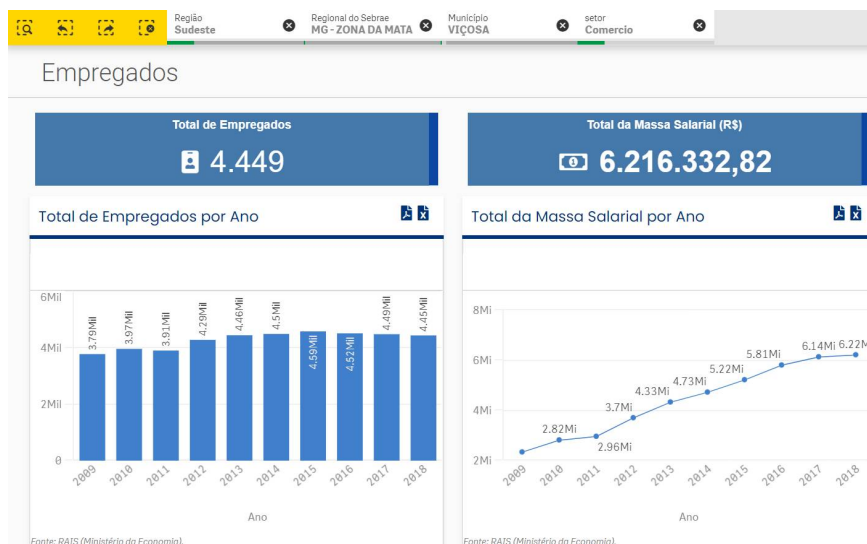 Região
Sudeste
Regional do Sebrae
MG - ZONA DA MATA
Município
VIÇOSA
setor
Comercio
Empregados
Total de Empregados
4.449
Total da Massa Salarial (R$)
6.216.332,82
Total de Empregados por Ano
6Mil
4Mil
2Mil
0
3.79Mil
3.97Mil
3.91Mil
4.29Mil
4.46Mil
4.5Mil
4.59Mil
4.52Mil
4.49Mil
4.45Mil
2009 2010 2011 2012 2013 2014 2015 2016 2017 2018
Ano
Fonte: RAIS (Ministério da Economia).
Total da Massa Salarial por Ano
8Mi
6Mi
4Mi
2Mi
2.82Mi
2.96Mi
3.7Mi
4.33Mi
4.73Mi
5.22Mi
5.81Mi
6.14Mi
6.22M
2009 2010 2011 2012 2013 2014 2015 2016 2017 2018
Ano
Fonte: RAIS (Ministério da Economia).